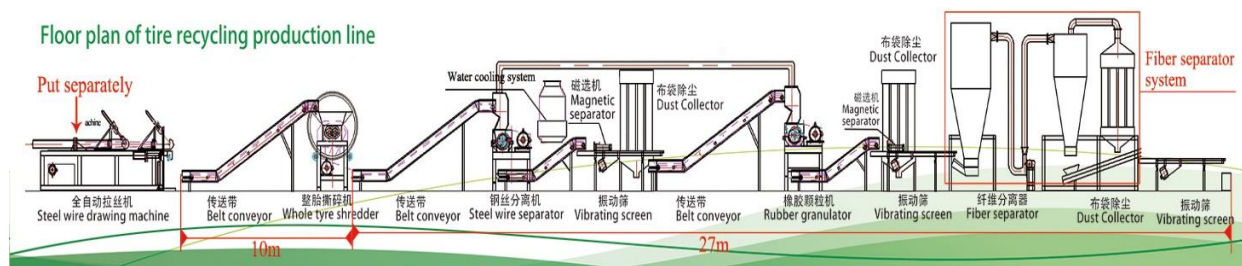 Floor plan of tire recycling production line
Put separately
achine
Water cooling system
磁选机
Magnetic
separator
布袋除尘
Dust Collector
布袋除尘
Dust Collector
磁选机
Magnetic
separator
Fiber separator
system
全自动拉丝机
Steel wire drawing machine
传送带
Belt conveyor
整胎撕碎机
Whole tyre shredder
传送带
Belt conveyor
钢丝分离机
Steel wire separator
振动筛
Vibrating screen
传送带
Belt conveyor
橡胶颗粒机
Rubber granulator
振动筛
Vibrating screen
纤维分离器
Fiber separator
布袋除尘
Dust Collector
振动筛
Vibrating screen
10m
27m